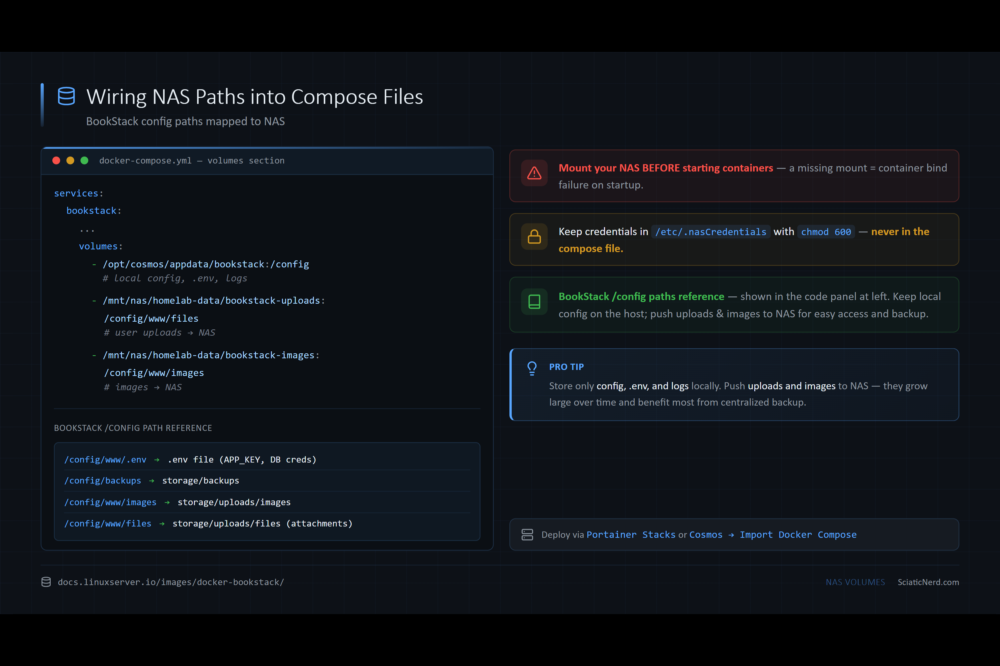 Wiring NAS Paths into Compose Files
BookStack config paths mapped to NAS
docker-compose.yml — volumes section
services:
bookstack:
...
volumes:
- /opt/cosmos/appdata/bookstack:/config
# local config, .env, logs
- /mnt/nas/homelab-data/bookstack-uploads:
/config/www/files
# user uploads → NAS
- /mnt/nas/homelab-data/bookstack-images:
/config/www/images
# images → NAS
BOOKSTACK /CONFIG PATH REFERENCE
/config/www/.env → .env file (APP_KEY, DB creds)
/config/backups → storage/backups
/config/www/images → storage/uploads/images
/config/www/files → storage/uploads/files (attachments)
Mount your NAS BEFORE starting containers — a missing mount = container bind
failure on startup.
Keep credentials in /etc/.nasCredentials with chmod 600 — never in the
compose file.
BookStack /config paths reference — shown in the code panel at left. Keep local
config on the host; push uploads & images to NAS for easy access and backup.
PRO TIP
Store only config, .env, and logs locally. Push uploads and images to NAS — they grow
large over time and benefit most from centralized backup.
Deploy via Portainer Stacks or Cosmos → Import Docker Compose
docs.linuxserver.io/images/docker-bookstack/
NAS VOLUMES SciaticNerd.com